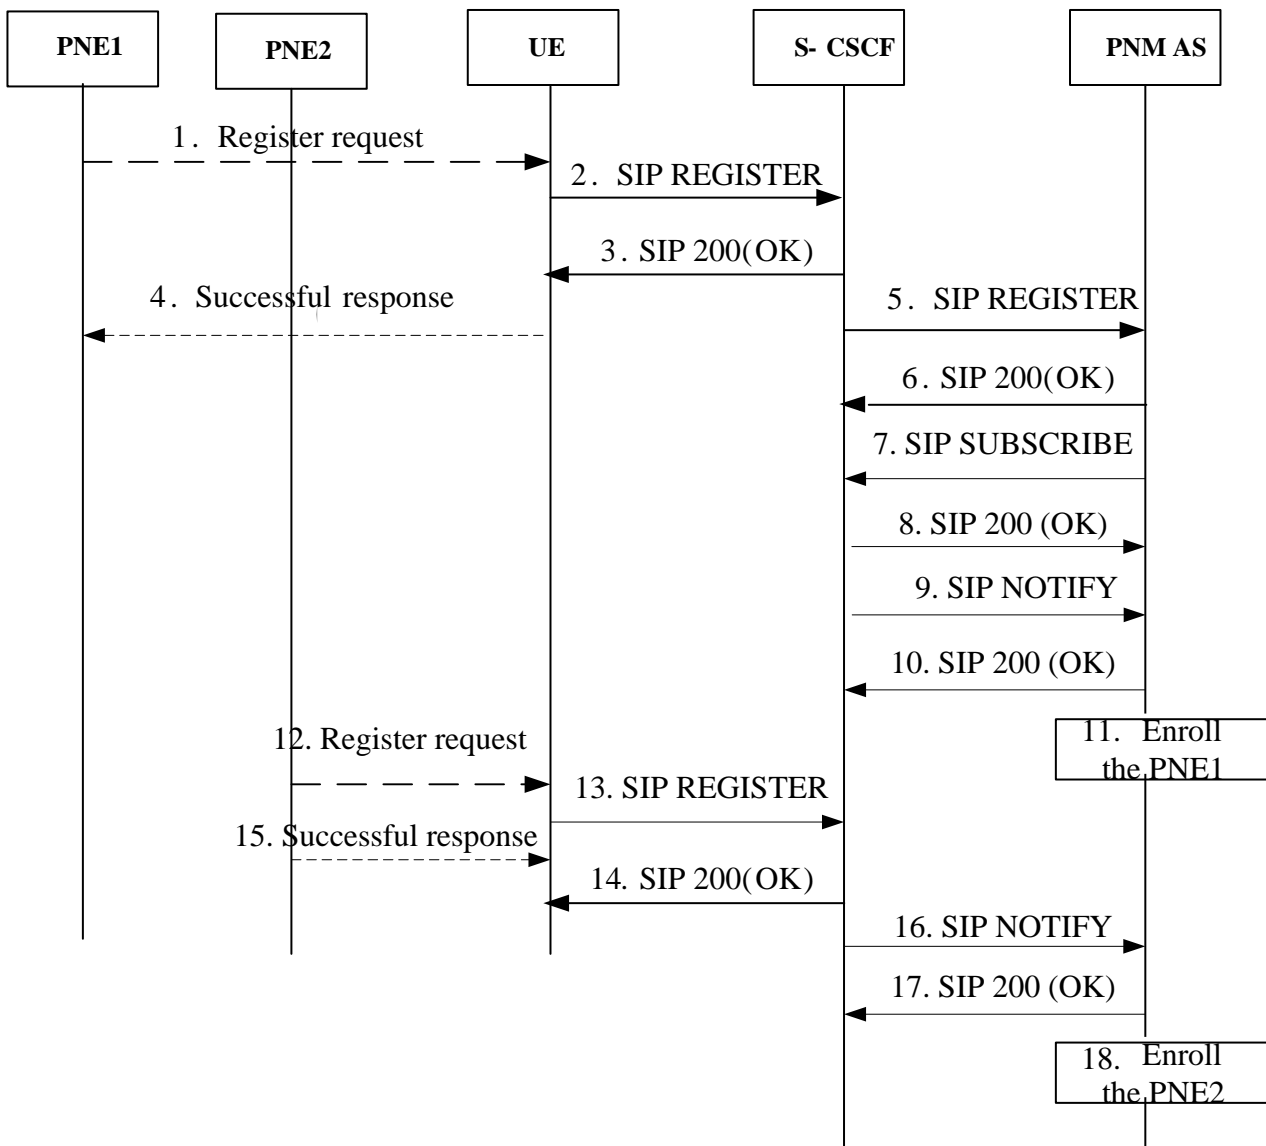 PNE1
PNE2
UE
S- CSCF
PNM AS
1. Register request
2. SIP REGISTER
3. SIP 200(OK)
4. Successful response
5. SIP REGISTER
6. SIP 200(OK)
7. SIP SUBSCRIBE
8. SIP 200 (OK)
9. SIP NOTIFY
10. SIP 200 (OK)
11. Enroll
the PNE1
12. Register request
13. SIP REGISTER
15. Successful response
14. SIP 200(OK)
16. SIP NOTIFY
17. SIP 200 (OK)
18. Enroll
the PNE2